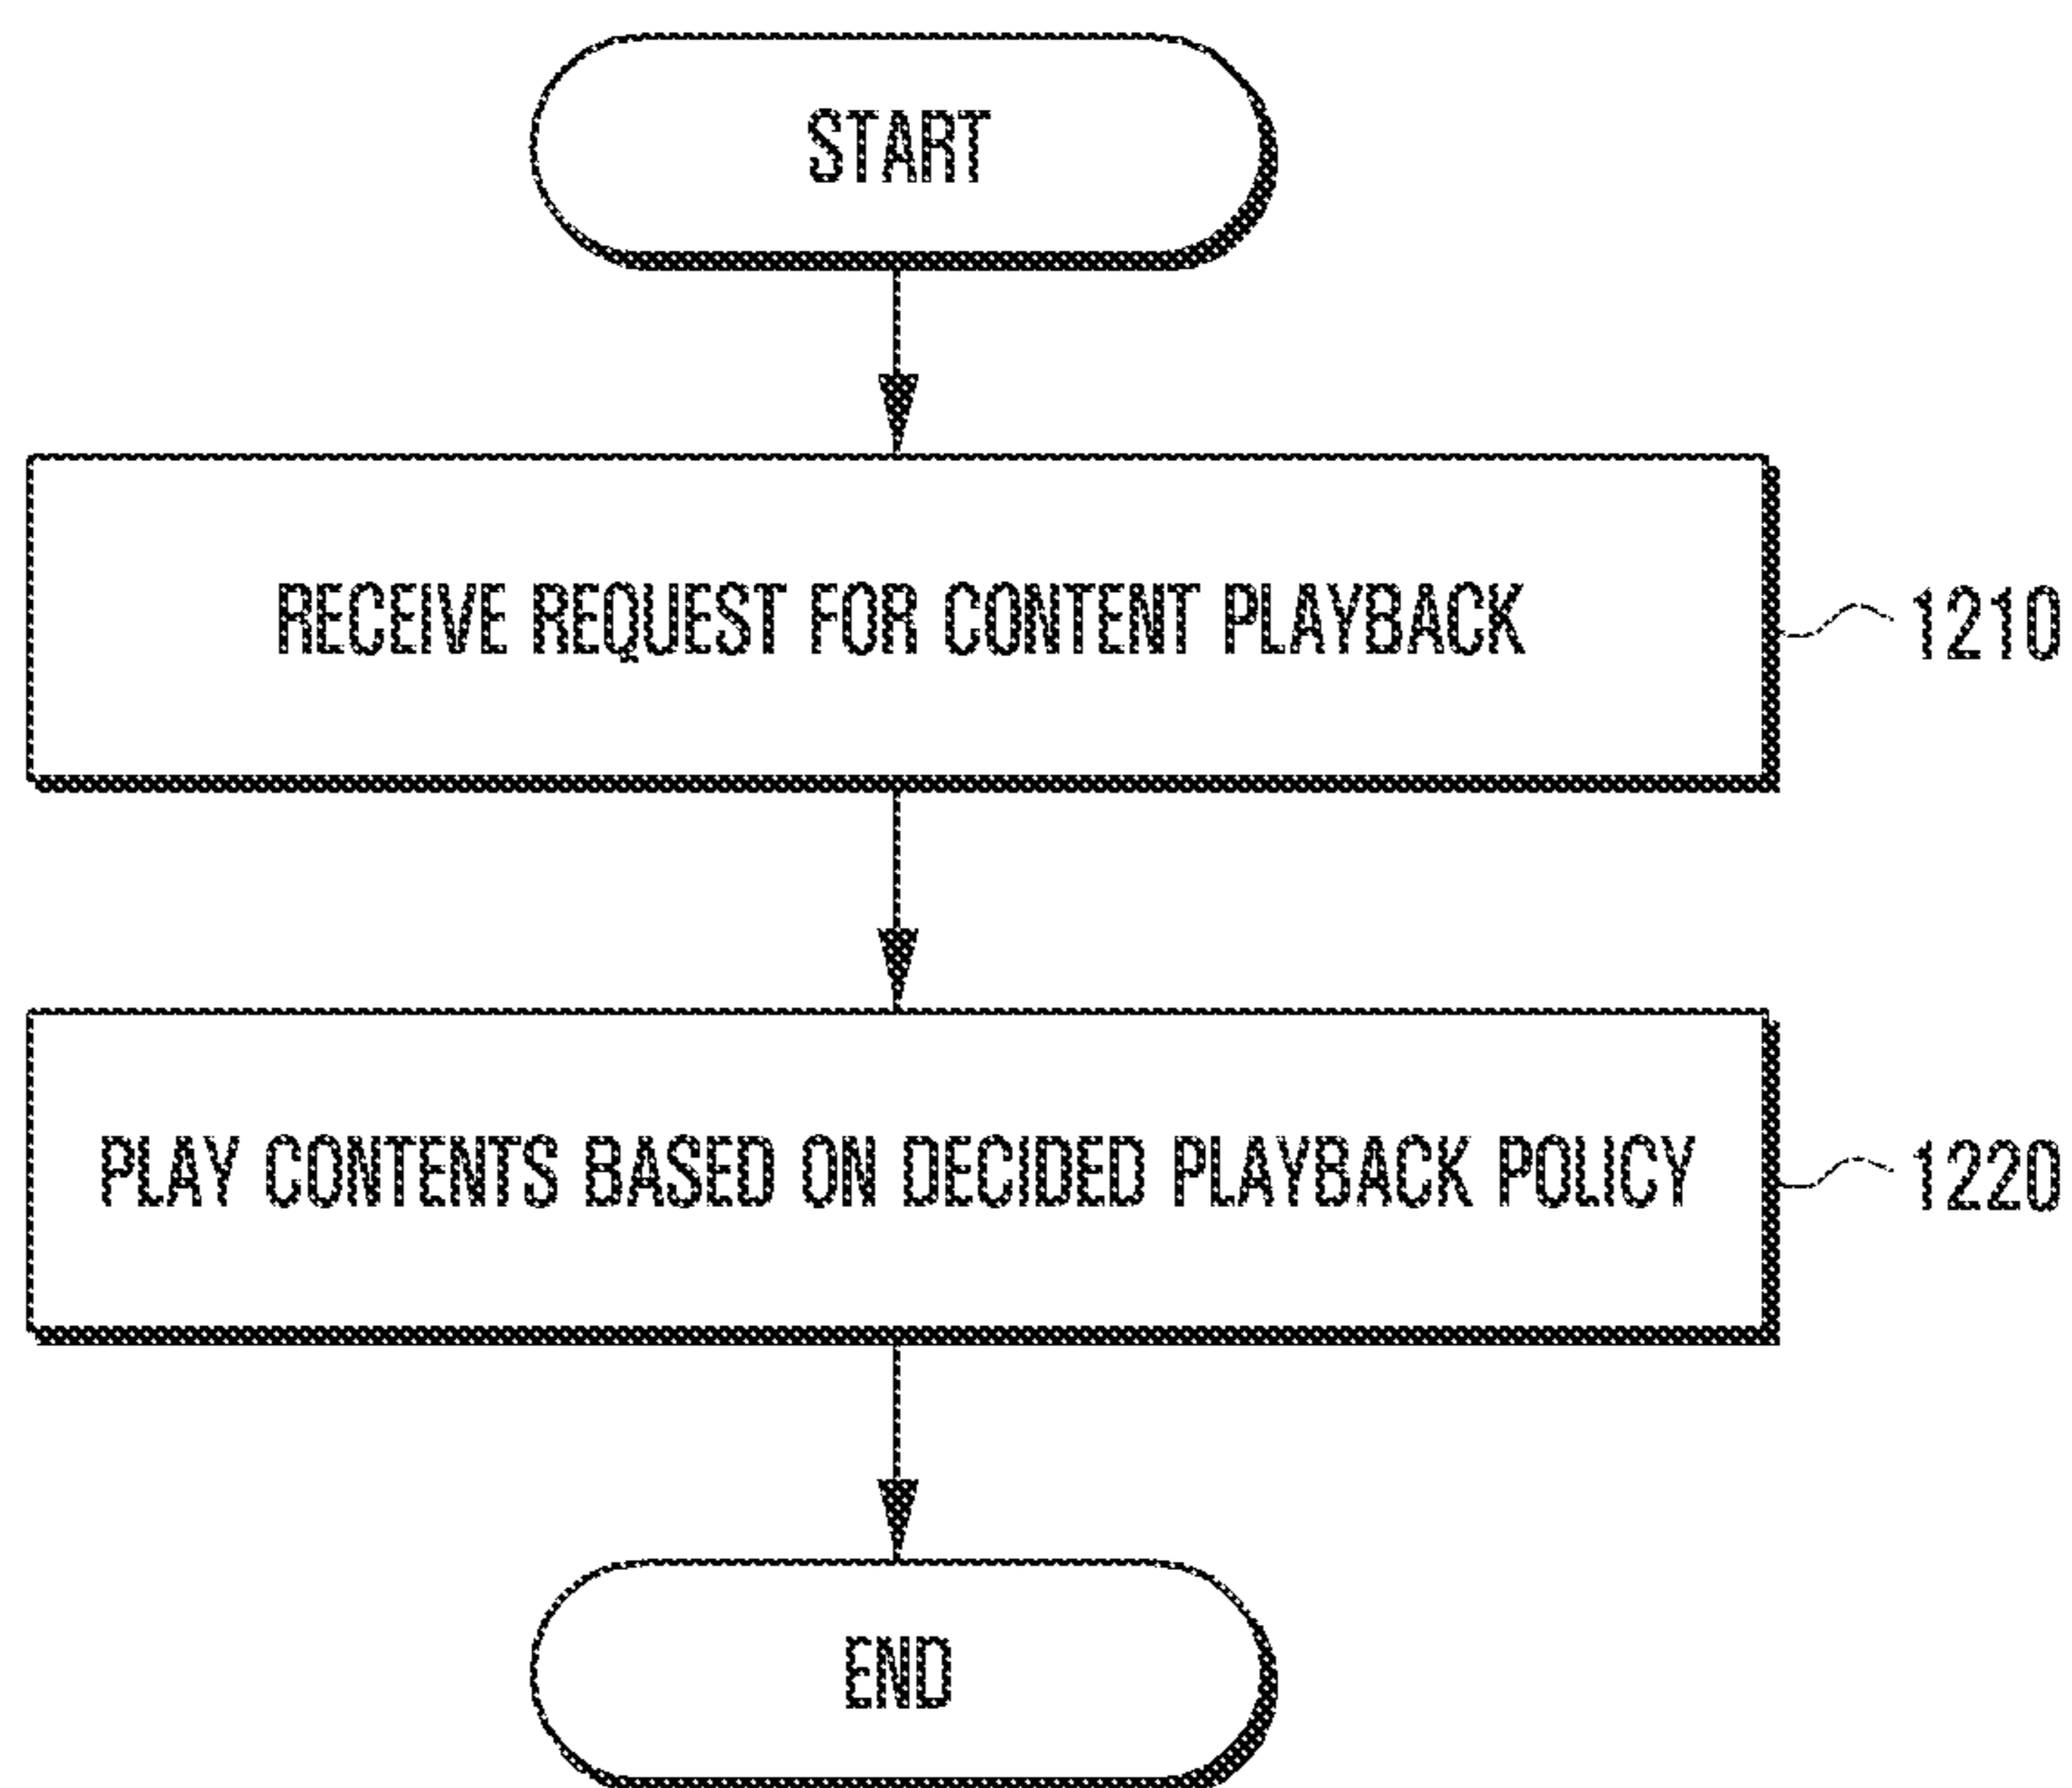 START
RECEIVE REQUEST FOR CONTENT PLAYBACK
1210
PLAY CONTENTS BASED ON DECIDED PLAYBACK POLICY
1220
END